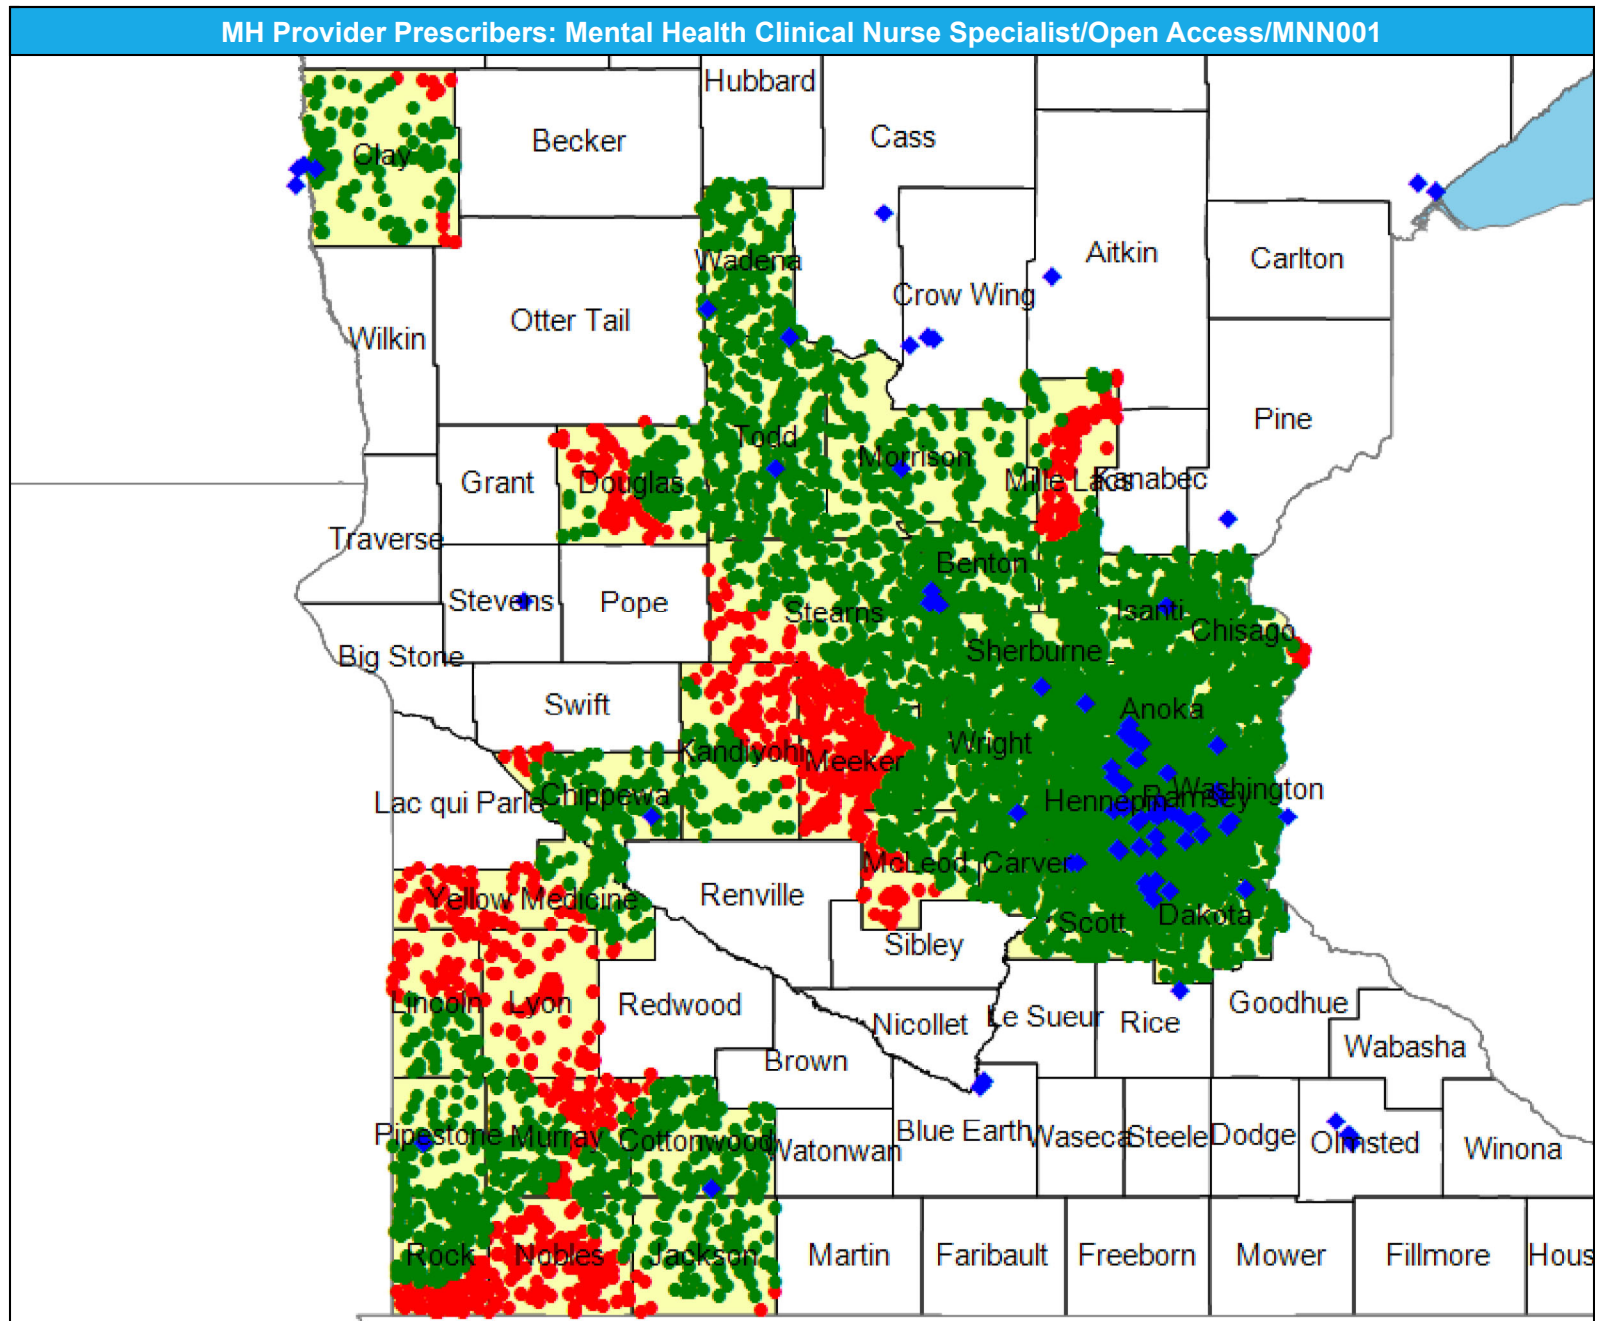 MH Provider Prescribers: Mental Health Clinical Nurse Specialist/Open Access/MNN001
Hubbard
Cass
Becker
Clay
Aitkin
Carlton
Wadena
Crow Wing
Otter Tail
Wilkin
Pine
Todd
Morrison
Grant
Douglas
Mille Lacs
Kanabec
Traverse
Benton
Stevens
Pope
Stearns
Isanti
Chisago
Sherburne
Big Stone
Swift
Anoka
Wright
Kandiyohi
Meeker
Washington
Lac qui Parle
Chippewa
Hennepin
Ramsey
McLeod
Carver
Renville
Yellow Medicine
Scott
Dakota
Sibley
Lincoln
Lyon
Redwood
Goodhue
Le Sueur
Rice
Nicollet
Wabasha
Brown
Pipestone
Murray
Cottonwood
Watonwan
Blue Earth
Waseca
Steele
Dodge
Olmsted
Winona
Rock
Nobles
Jackson
Martin
Faribault
Freeborn
Mower
Fillmore
Hous